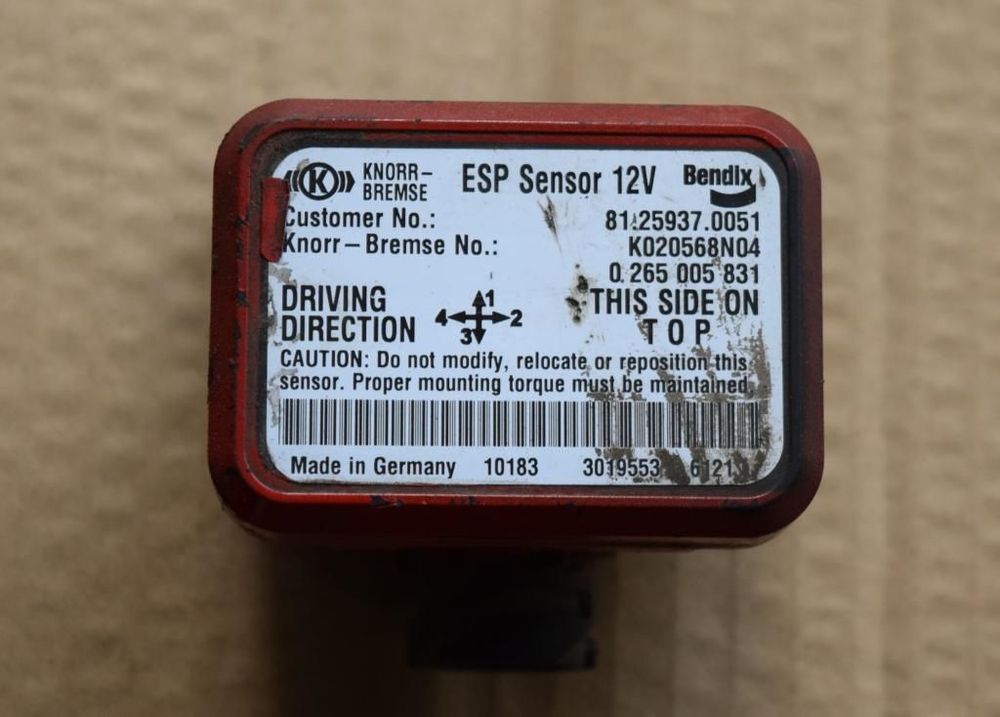 K KNORR-BREMSE ESP Sensor 12V Bendix
Customer No.: 81.25937.0051
Knorr-Bremse No.: K020568N04
0 265 005 831
DRIVING DIRECTION 4 1 2 3 THIS SIDE ON TOP
CAUTION: Do not modify, relocate or reposition this
sensor. Proper mounting torque must be maintained.
Made in Germany 10183 3019553 6121